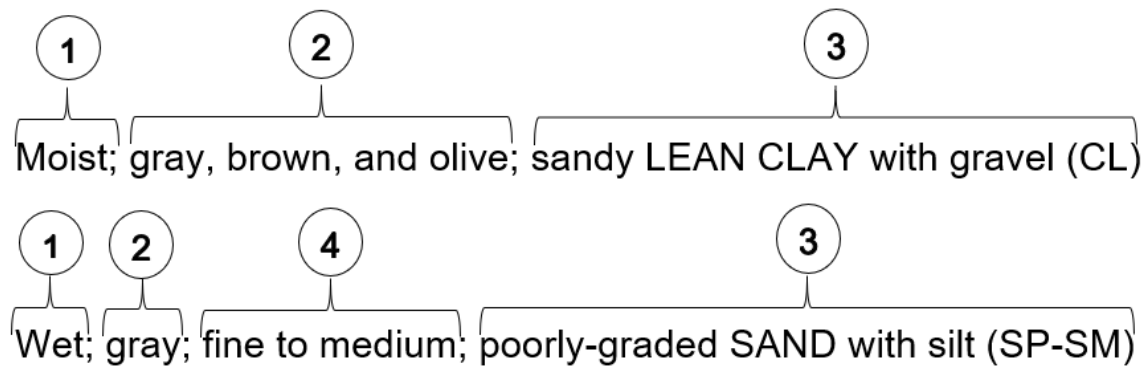 1 2 3
Moist; gray, brown, and olive; sandy LEAN CLAY with gravel (CL)
1 2 4 3
Wet; gray; fine to medium; poorly-graded SAND with silt (SP-SM)